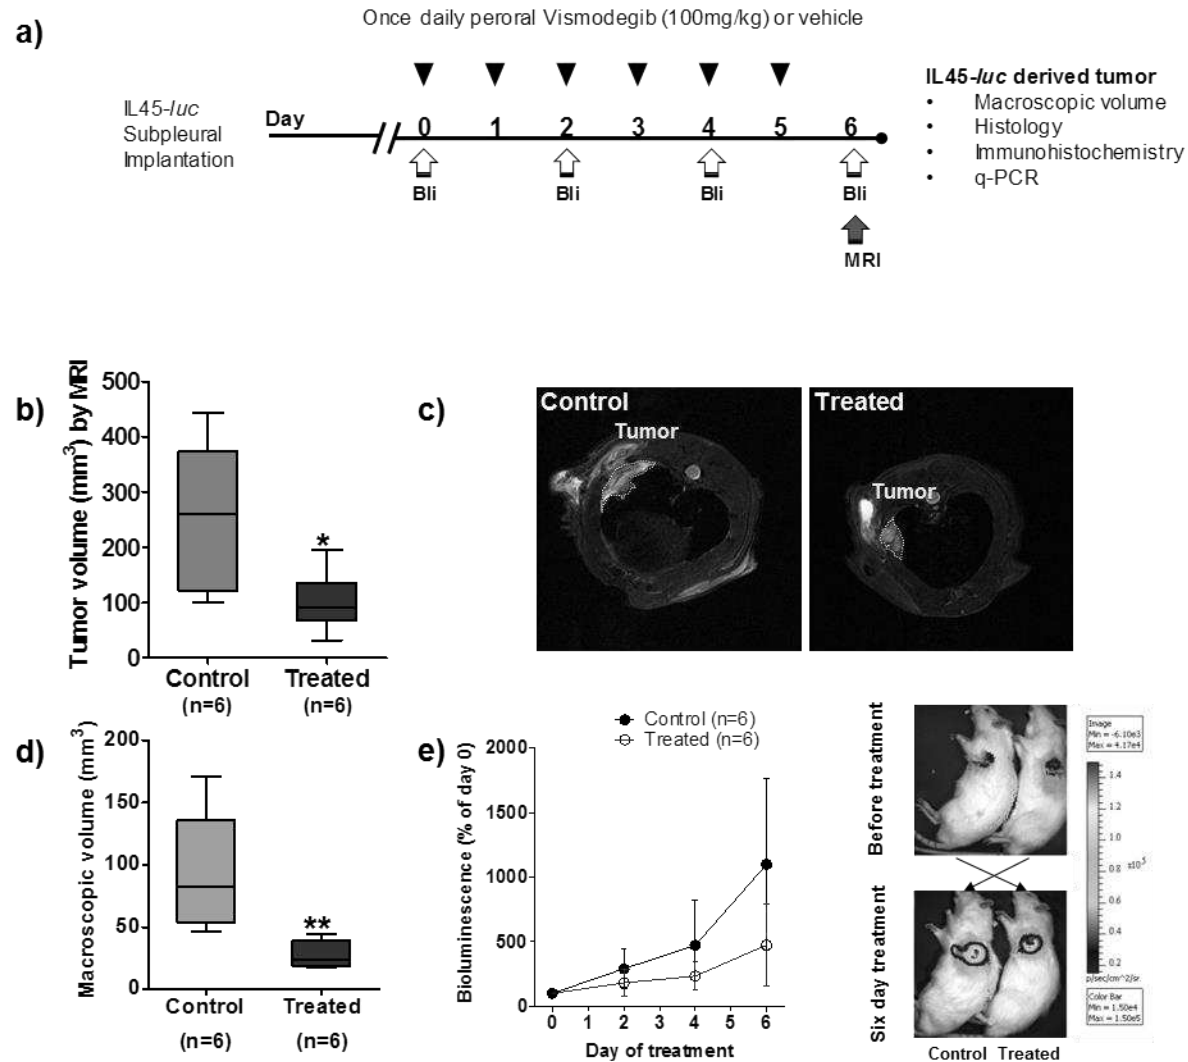 a)
Once daily peroral Vismodegib (100mg/kg) or vehicle
IL45-luc
Subpleural
Implantation
Day
0 1 2 3 4 5 6
Bli Bli Bli Bli
MRI
IL45-luc derived tumor
• Macroscopic volume
• Histology
• Immunohistochemistry
• q-PCR
b)
Tumor volume (mm3) by MRI
500
400
300
200
100
0
*
Control Treated
(n=6) (n=6)
c)
Control
Tumor
Treated
Tumor
d)
Macroscopic volume (mm3)
200
150
100
50
0
**
Control Treated
(n=6) (n=6)
e)
Control (n=6)
Treated (n=6)
Bioluminescence (% of day 0)
2000
1500
1000
500
0
0 1 2 3 4 5 6
Day of treatment
Before treatment
Six day treatment
Image
Min = -6.10e3
Max = 4.17e4
1.4
1.2
1.0
x10^5
0.8
0.6
0.4
0.2
p/sec/cm^2/sr
Color Bar
Min = 1.50e4
Max = 1.50e5
Control Treated